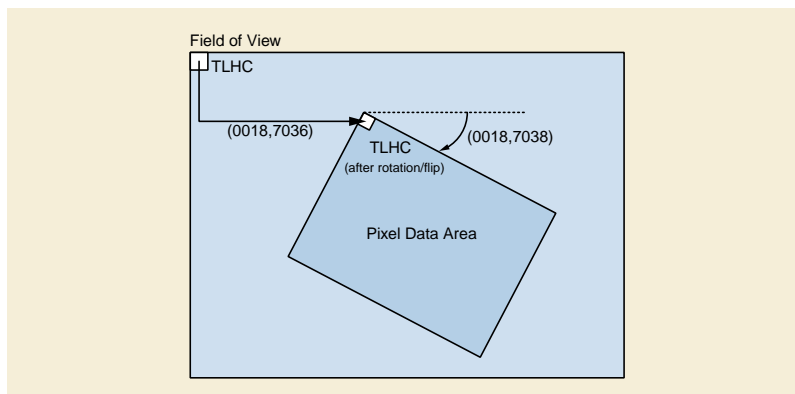 Field of View
TLHC
(0018,7036)
(0018,7038)
TLHC
(after rotation/flip)
Pixel Data Area